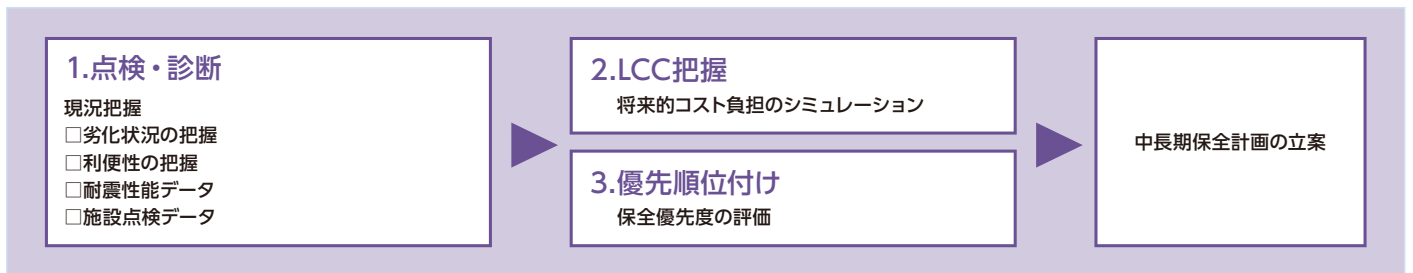 1.点検・診断
現況把握
□劣化状況の把握
□利便性の把握
□耐震性能データ
□施設点検データ
2.LCC把握
将来的コスト負担のシミュレーション
3.優先順位付け
保全優先度の評価
中長期保全計画の立案